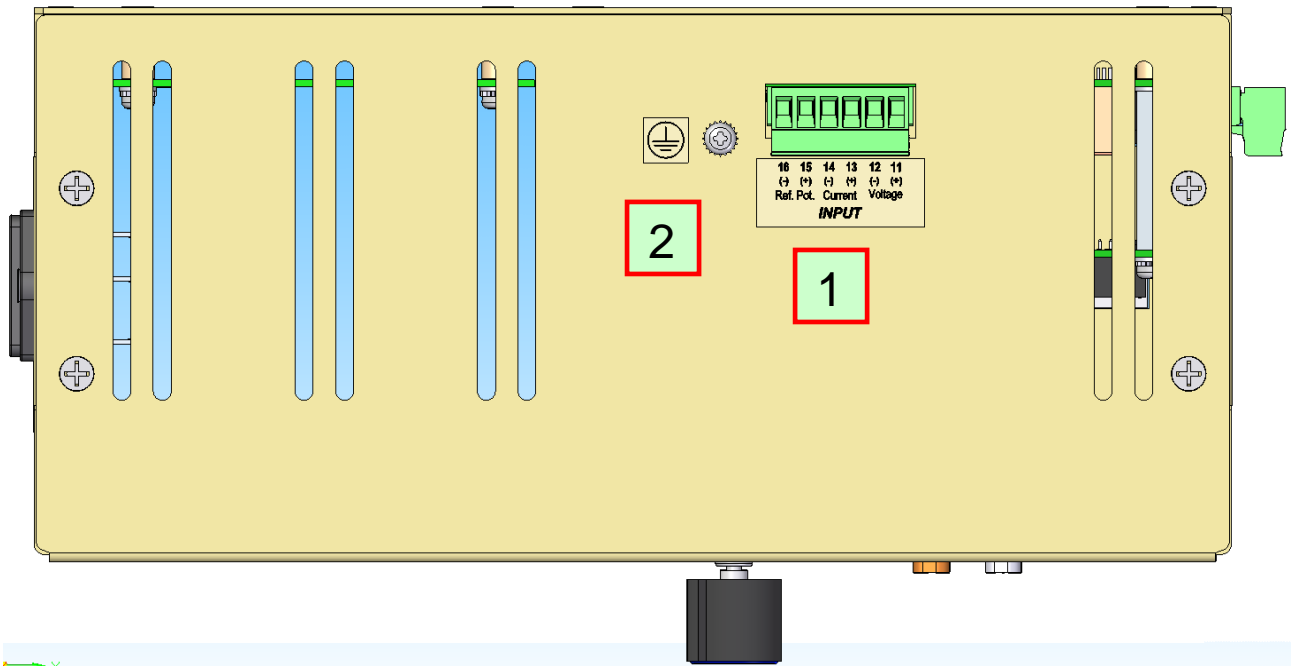 16 15 14 13 12 11
(-) (+) (-) (+) (-) (+)
Ref. Pot. Current Voltage
INPUT
2
1